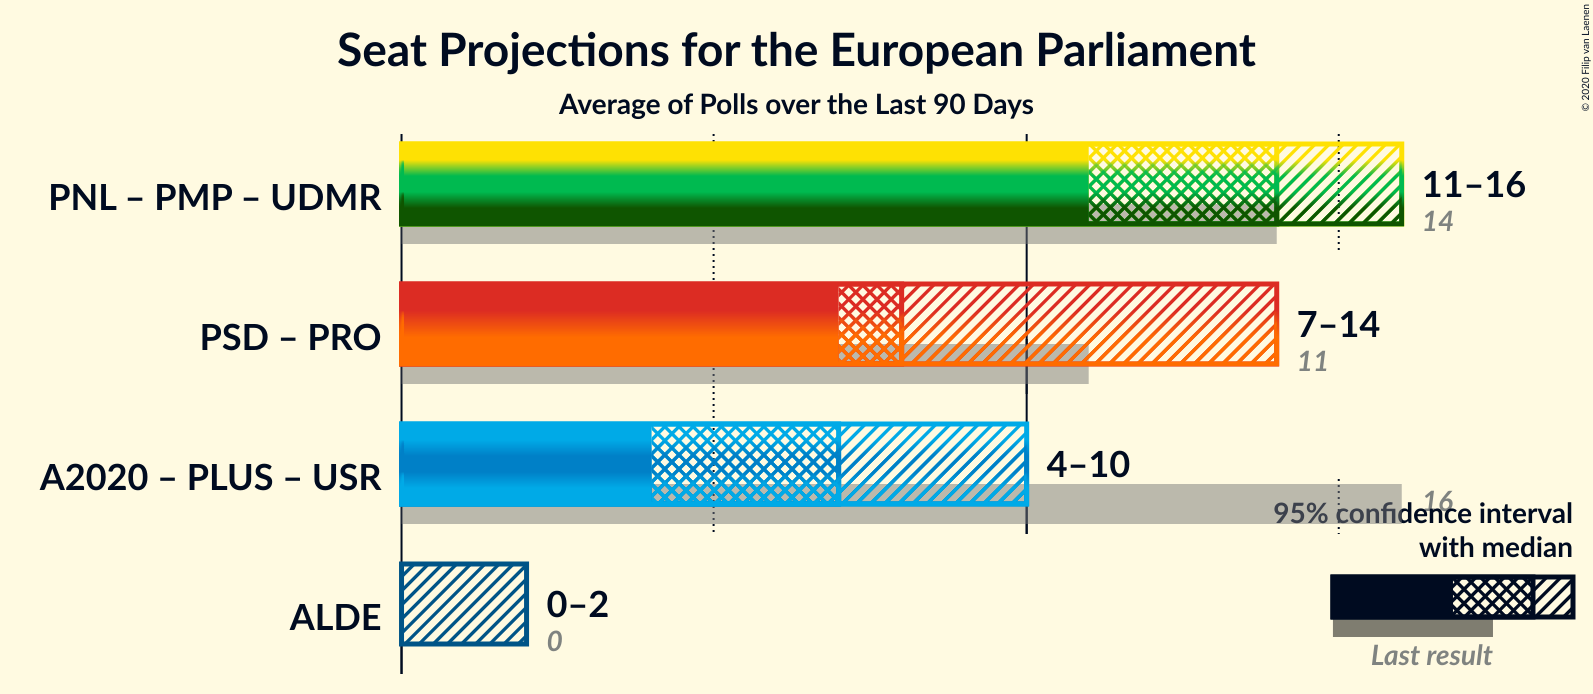 Seat Projections for the European Parliament
Average of Polls over the Last 90 Days
© 2020 Filip van Laenen
PNL – PMP – UDMR
11–16
14
PSD – PRO
7–14
11
A2020 – PLUS – USR
4–10
16
95% confidence interval
with median
ALDE
0–2
0
Last result